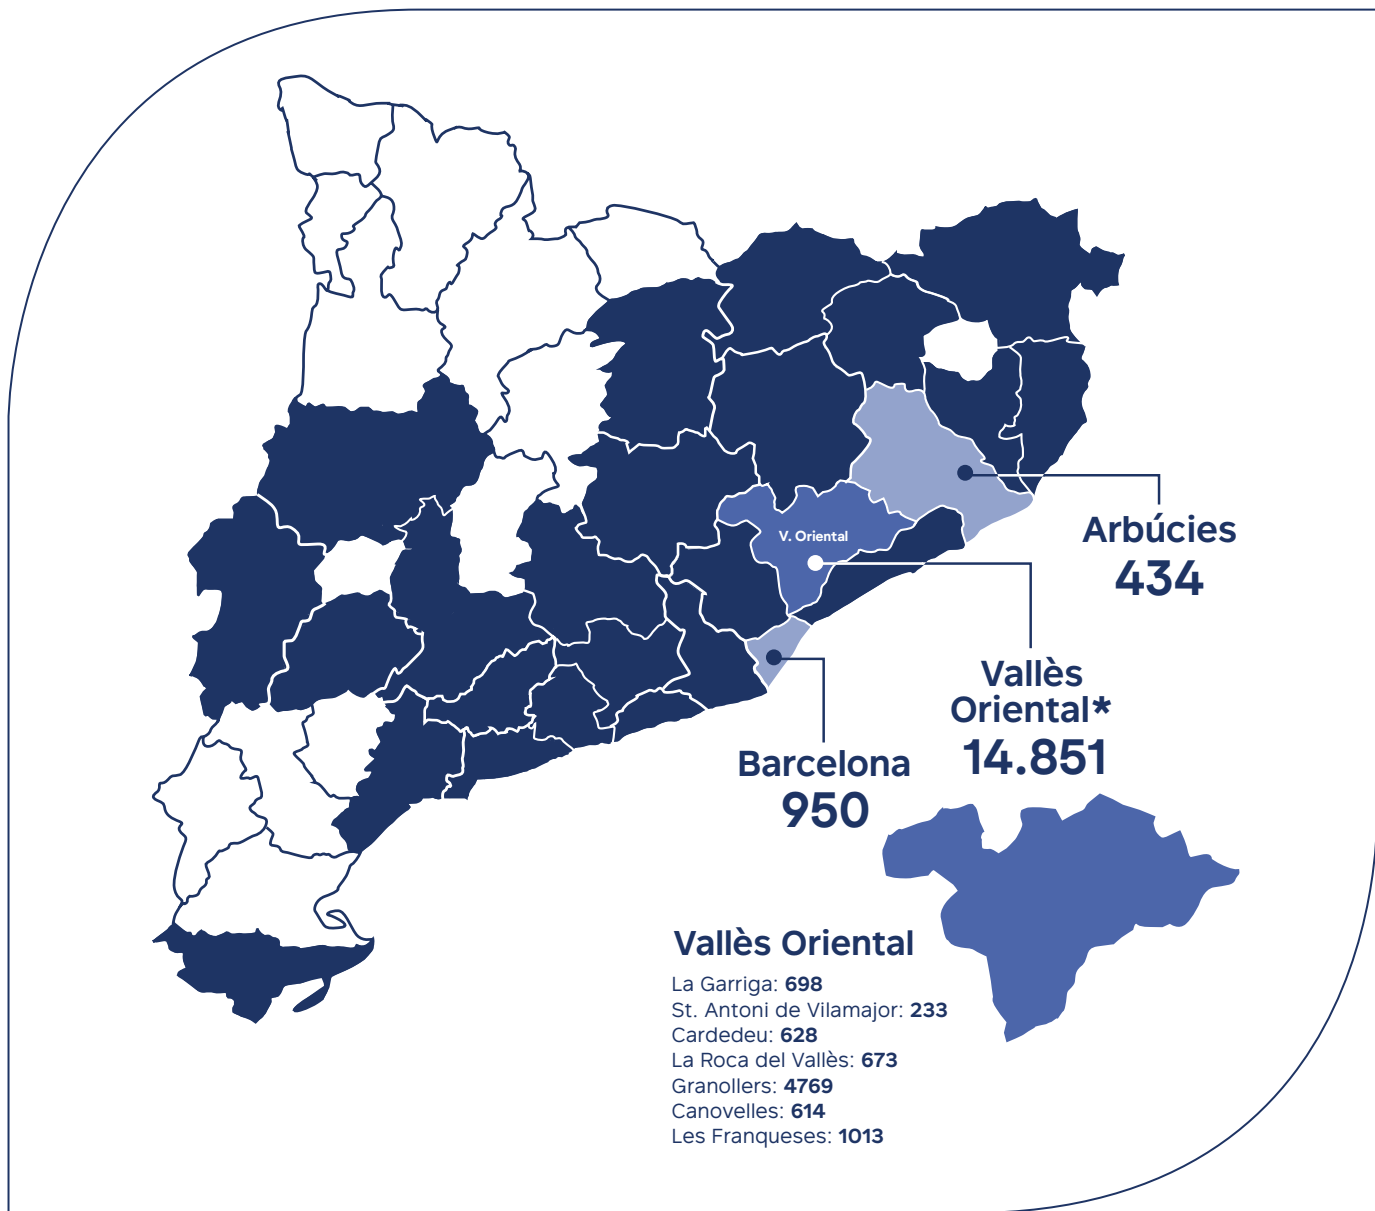 V. Oriental
Arbúcies
434
Vallès
Oriental*
14.851
Barcelona
950
Vallès Oriental
La Garriga: 698
St. Antoni de Vilamajor: 233
Cardedeu: 628
La Roca del Vallès: 673
Granollers: 4769
Canovelles: 614
Les Franqueses: 1013